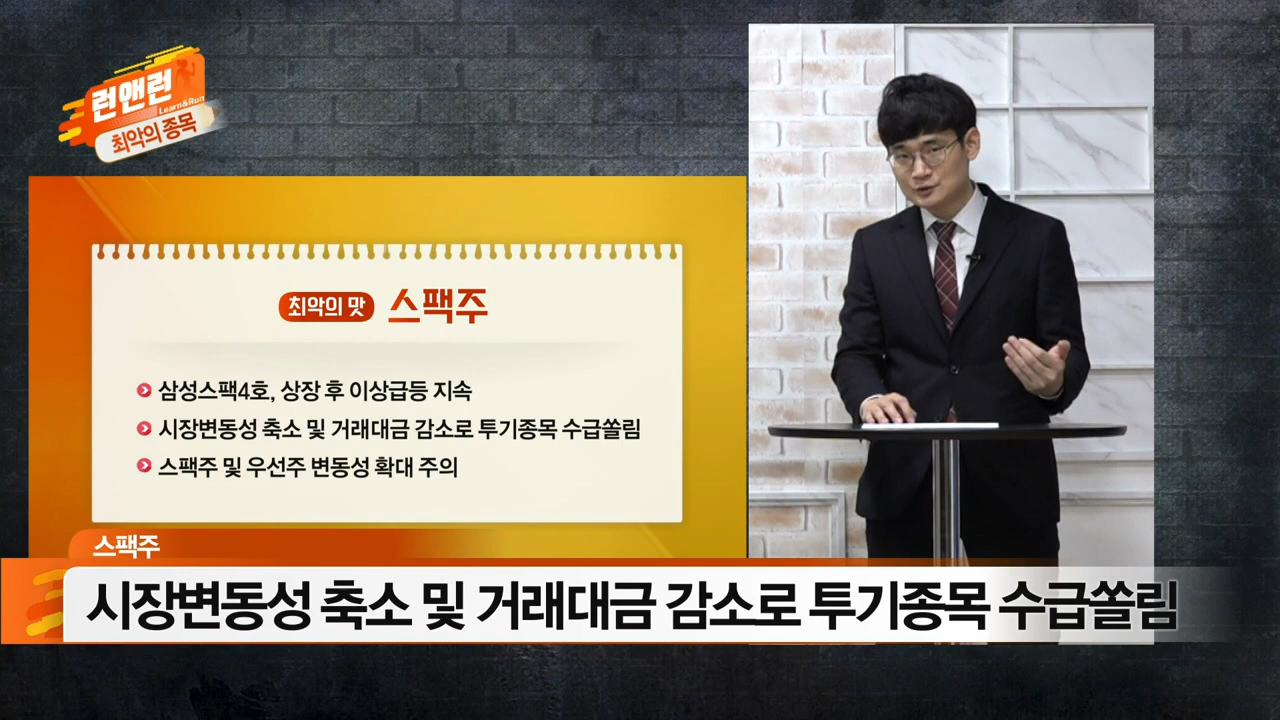 런앤런
Learn&Run
최악의 종목
최악의 맛 스팩주
삼성스팩4호, 상장 후 이상급등 지속
시장변동성 축소 및 거래대금 감소로 투기종목 수급쏠림
스팩주 및 우선주 변동성 확대 주의
스팩주
시장변동성 축소 및 거래대금 감소로 투기종목 수급쏠림